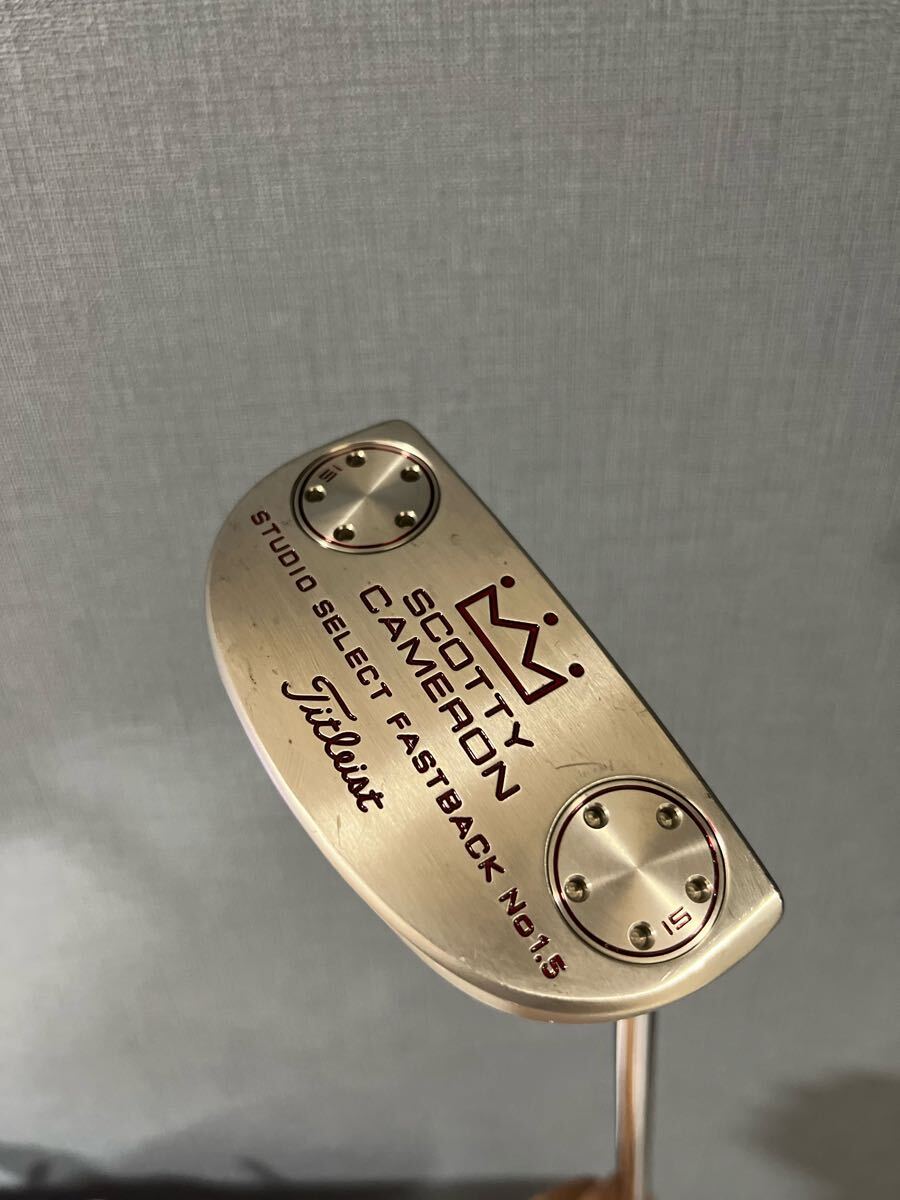 SCOTTY
CAMERON
STUDIO SELECT FASTBACK No1.5
Titleist
15
15